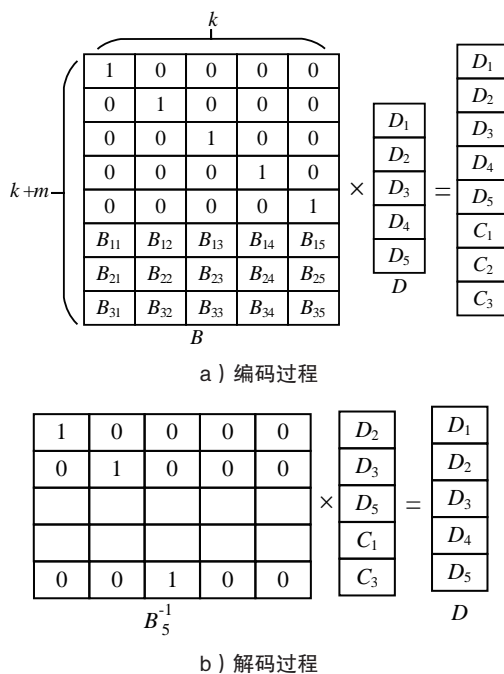 k
1 0 0 0 0
0 1 0 0 0
0 0 1 0 0
0 0 0 1 0
0 0 0 0 1
B₁₁ B₁₂ B₁₃ B₁₄ B₁₅
B₂₁ B₂₂ B₂₃ B₂₄ B₂₅
B₃₁ B₃₂ B₃₃ B₃₄ B₃₅
k+m
B
×
D₁
D₂
D₃
D₄
D₅
D
=
D₁
D₂
D₃
D₄
D₅
C₁
C₂
C₃
a）编码过程
1 0 0 0 0
0 1 0 0 0
0 0 1 0 0
B₅⁻¹
×
D₂
D₃
D₅
C₁
C₃
=
D₁
D₂
D₃
D₄
D₅
D
b）解码过程